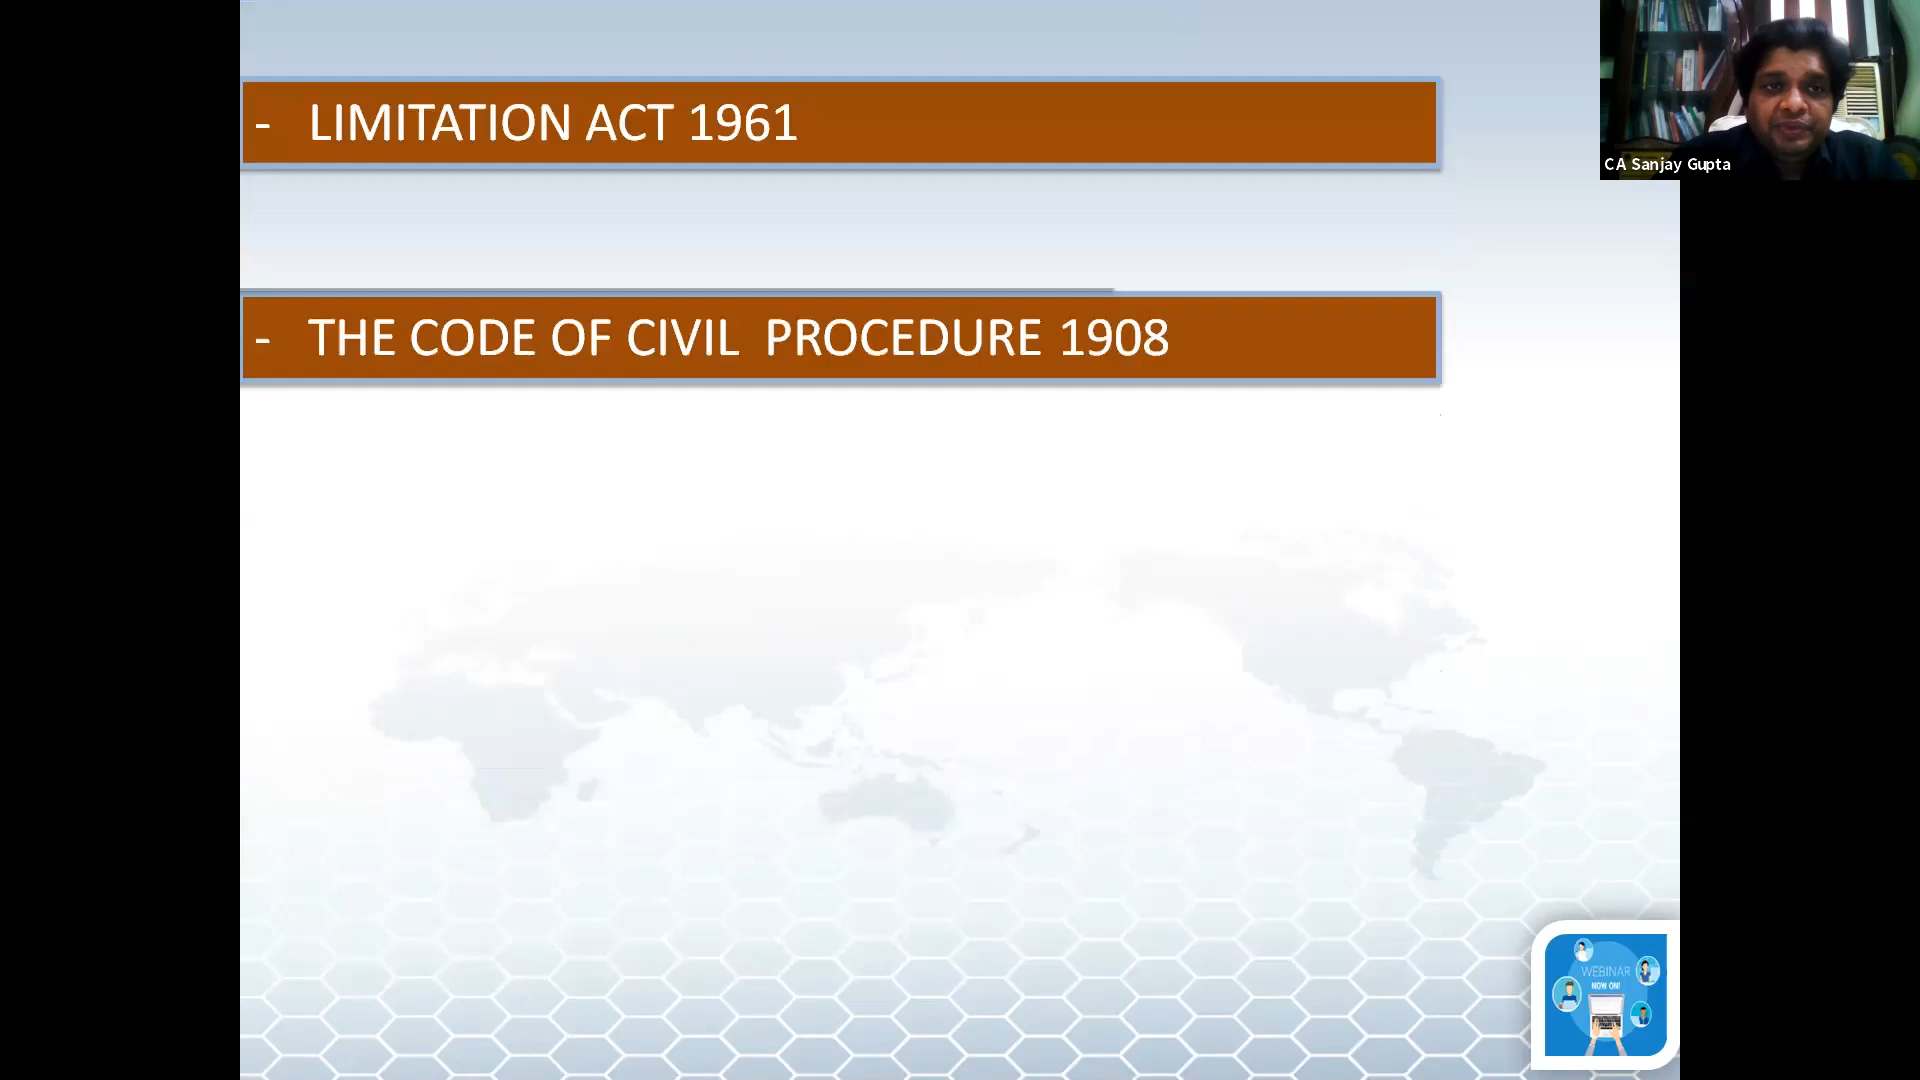 - LIMITATION ACT 1961
CA Sanjay Gupta
- THE CODE OF CIVIL PROCEDURE 1908
WEBINAR
NOW ON!